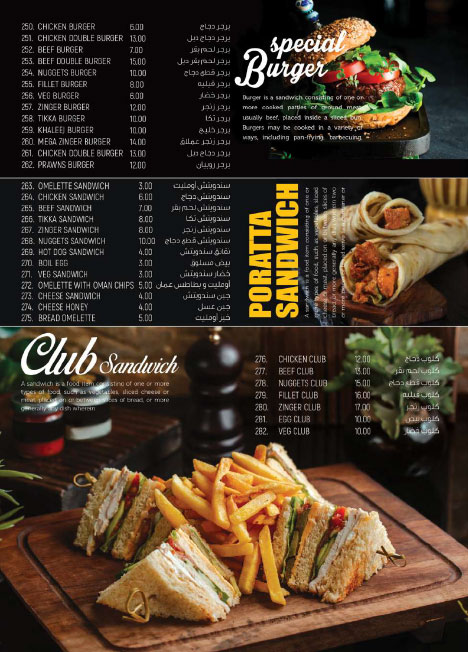 250. CHICKEN BURGER 6.00 برجر دجاج
251. CHICKEN DOUBLE BURGER 13.00 برجر دجاج دبل
252. BEEF BURGER 7.00 برجر لحم بقر
253. BEEF DOUBLE BURGER 15.00 برجر لحم بقر دبل
254. NUGGETS BURGER 10.00 برجر قطع دجاج
255. FILLET BURGER 8.00 برجر فيليه
256. VEG BURGER 6.00 برجر خضار
257. ZINGER BURGER 12.00 برجر زنجر
258. TIKKA BURGER 10.00 برجر تكا
259. KHALEEJ BURGER 10.00 برجر خليج
260. MEGA ZINGER BURGER 14.00 برجر زنجر عملاق
261. CHICKEN DOUBLE BURGER 13.00 برجر دجاج دبل
262. PRAWNS BURGER 12.00 برجر روبيان
special
Burger
Burger is a sandwich consisting of one or
more cooked patties of ground meat,
usually beef, placed inside a sliced bun.
Burgers may be cooked in a variety of
ways, including pan-frying, barbecuing,
263. OMELETTE SANDWICH 3.00 سندويتش أومليت
264. CHICKEN SANDWICH 6.00 سندويتش دجاج
265. BEEF SANDWICH 7.00 سندويتش لحم بقر
266. TIKKA SANDWICH 8.00 سندويتش تكا
267. ZINGER SANDWICH 8.00 سندويتش زنجر
268. NUGGETS SANDWICH 10.00 سندويتش قطع دجاج
269. HOT DOG SANDWICH 4.00 نقانق سندويتش
270. BOIL EGG 3.00 بيض مسلوق
271. VEG SANDWICH 3.00 خضار سندويتش
272. OMELETTE WITH OMAN CHIPS 5.00 أومليت و بطاطس عمان
273. CHEESE SANDWICH 4.00 جبن سندويتش
274. CHEESE HONEY 4.00 جبن عسل
275. BREAD OMELETTE 5.00 خبز أومليت
PORATTA
SANDWICH
A sandwich is a food item consisting of one or
more types of food, such as vegetables, sliced
cheese or meat, placed on or between slices of
bread, or more generally any dish wherein two
or more pieces of bread serve as a container or
Club Sandwich
A sandwich is a food item consisting of one or more
types of food, such as vegetables, sliced cheese or
meat, placed on or between slices of bread, or more
generally any dish wherein
276. CHICKEN CLUB 12.00 كلوب دجاج
277. BEEF CLUB 13.00 كلوب لحم بقر
278. NUGGETS CLUB 15.00 كلوب قطع دجاج
279. FILLET CLUB 16.00 كلوب فيليه
280. ZINGER CLUB 17.00 كلوب زنجر
281. EGG CLUB 10.00 كلوب بيض
282. VEG CLUB 10.00 كلوب خضار